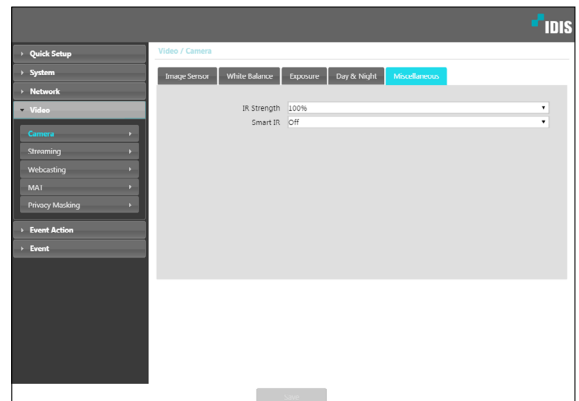 IDIS
Quick Setup
System
Network
Video
Camera
Streaming
Webcasting
MAT
Privacy Masking
Event Action
Event
Video / Camera
Image Sensor
White Balance
Exposure
Day & Night
Miscellaneous
IR Strength 100%
Smart IR Off